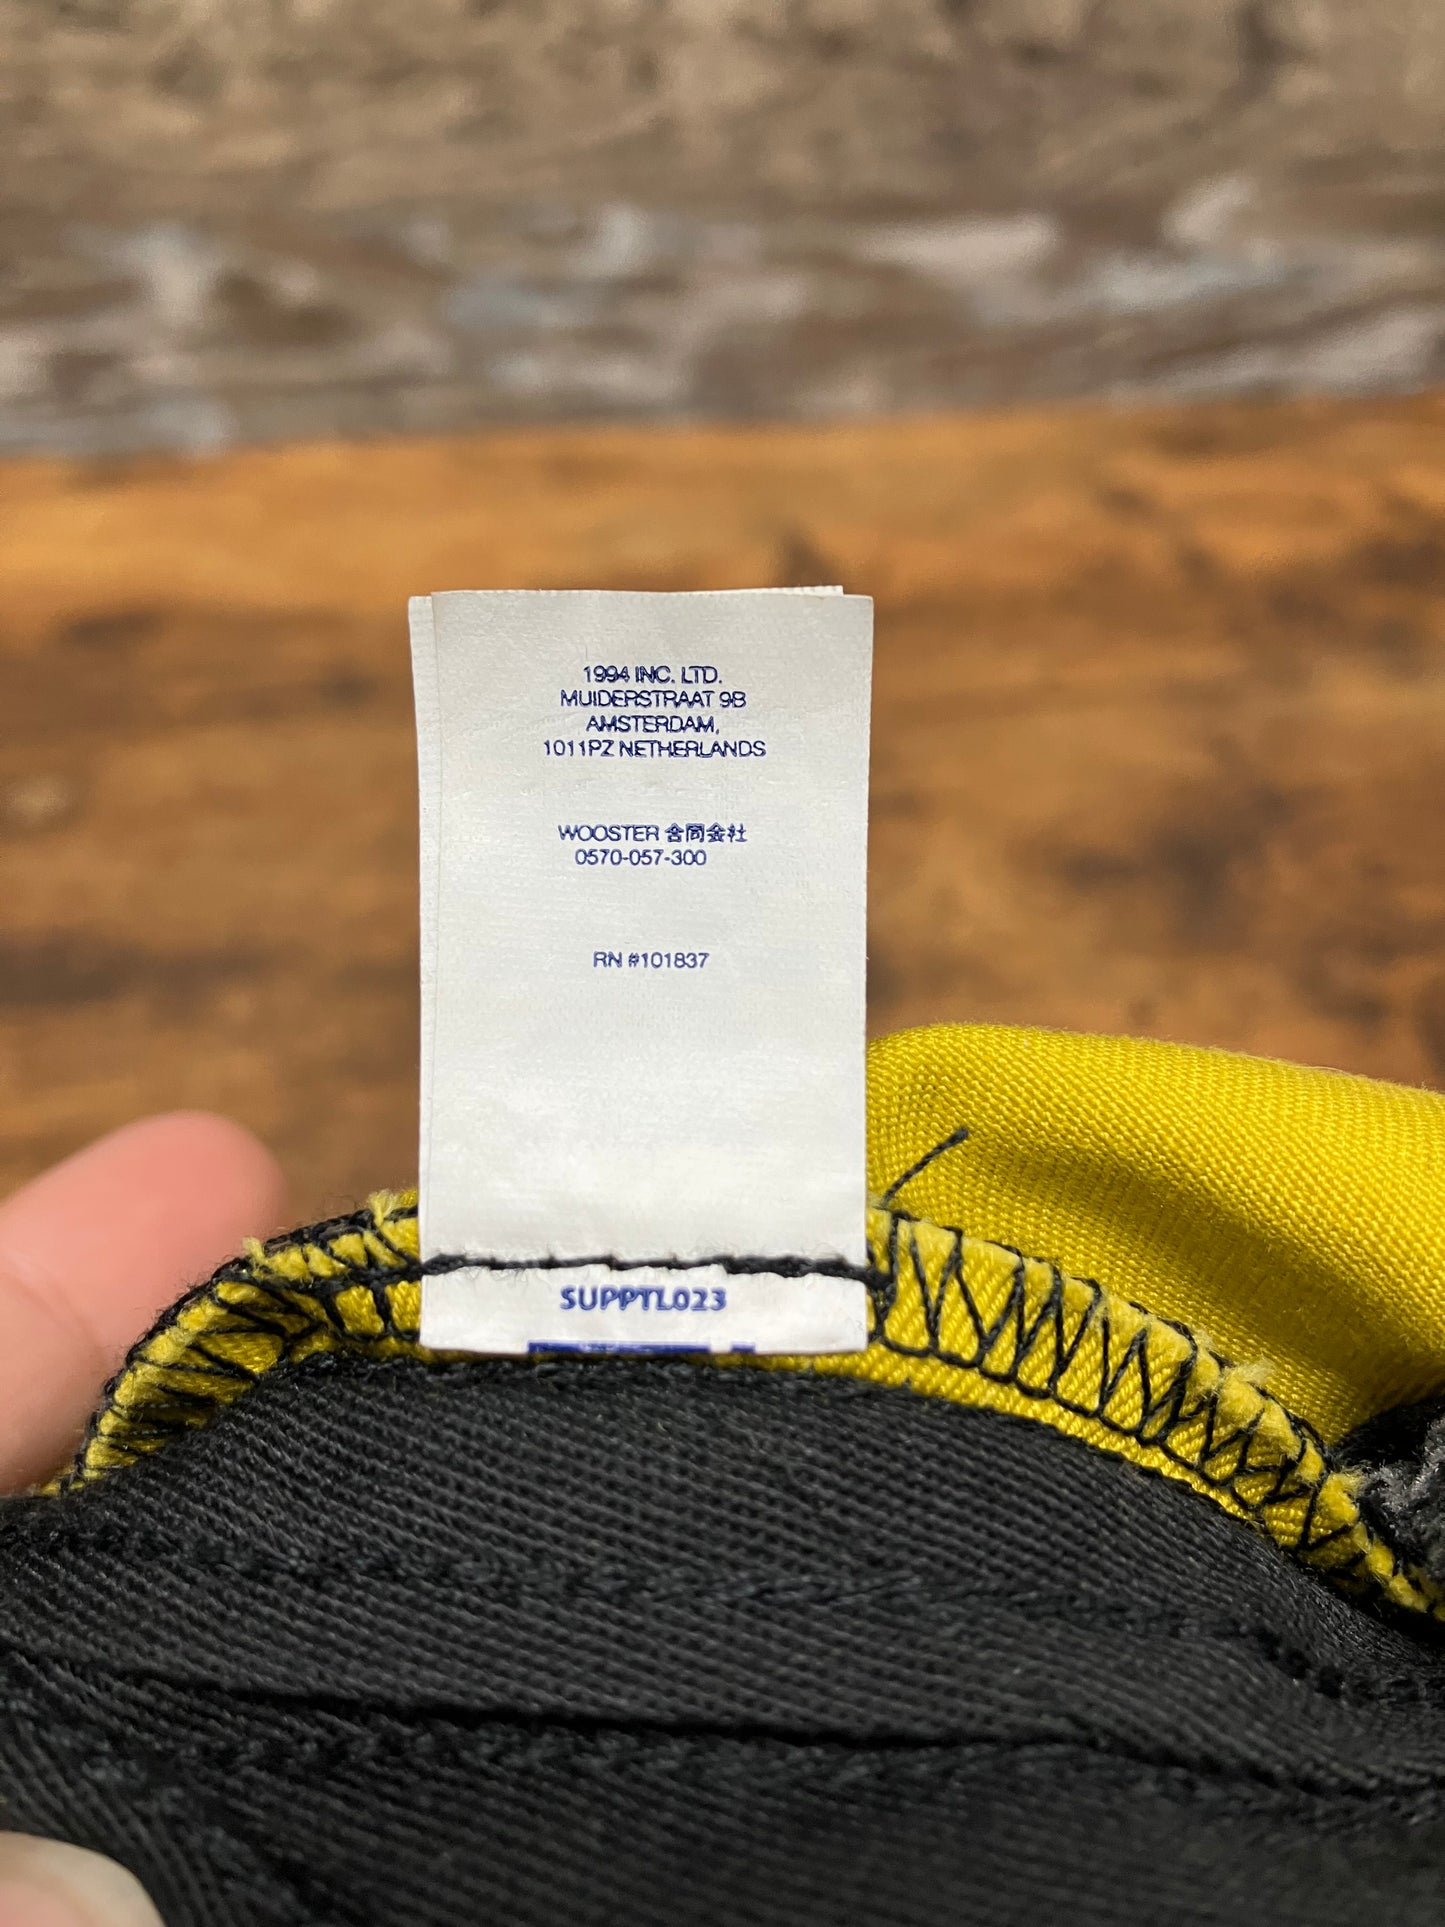 1994 INC. LTD.
MUIDERSTRAAT 9B
AMSTERDAM,
1011PZ NETHERLANDS
WOOSTER 合同会社
0570-057-300
RN #101837
SUPPTL023